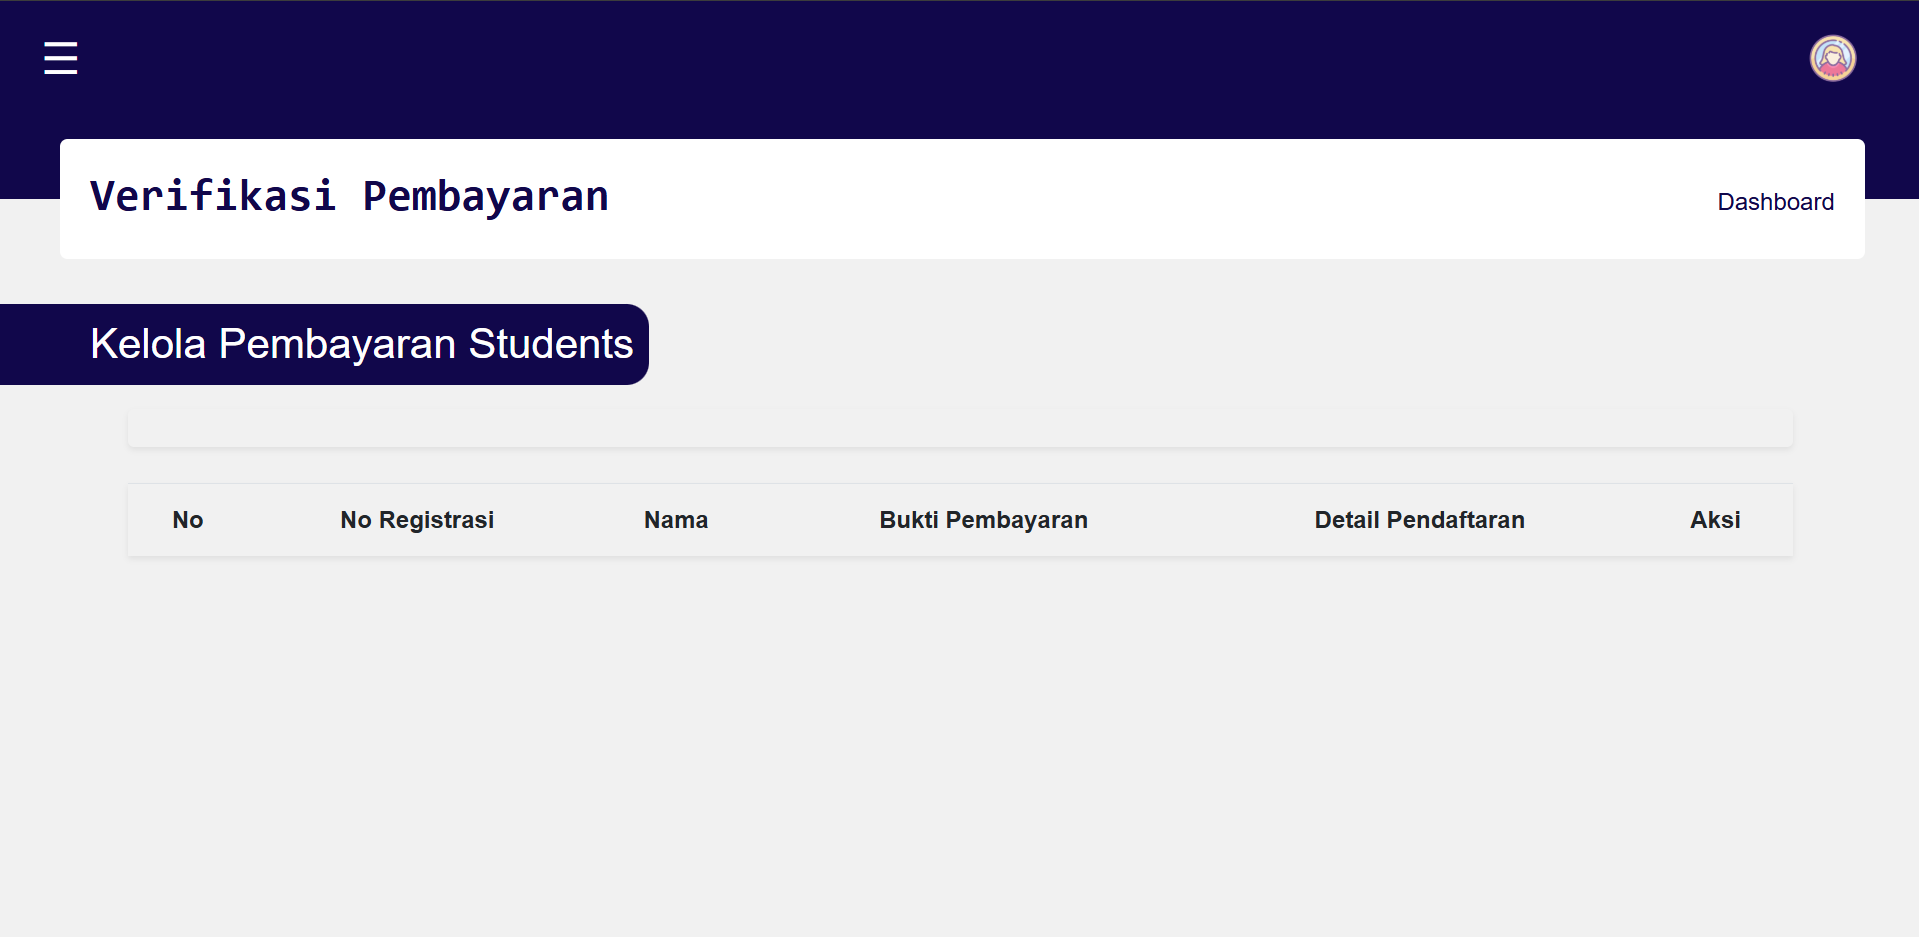 Verifikasi Pembayaran
Dashboard
Kelola Pembayaran Students
No No Registrasi Nama Bukti Pembayaran Detail Pendaftaran Aksi